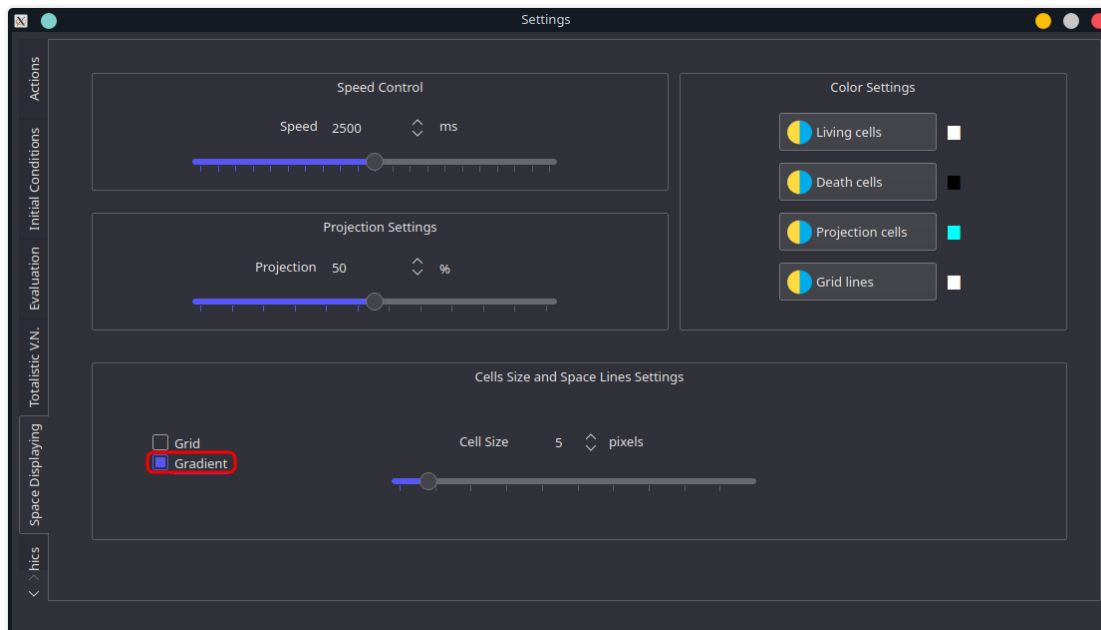 Settings
Actions
Initial Conditions
Evaluation
Totalistic V.N.
Space Displaying
hics
Speed Control
Speed 2500 ms
Projection Settings
Projection 50 %
Color Settings
Living cells
Death cells
Projection cells
Grid lines
Cells Size and Space Lines Settings
Grid
Gradient
Cell Size 5 pixels